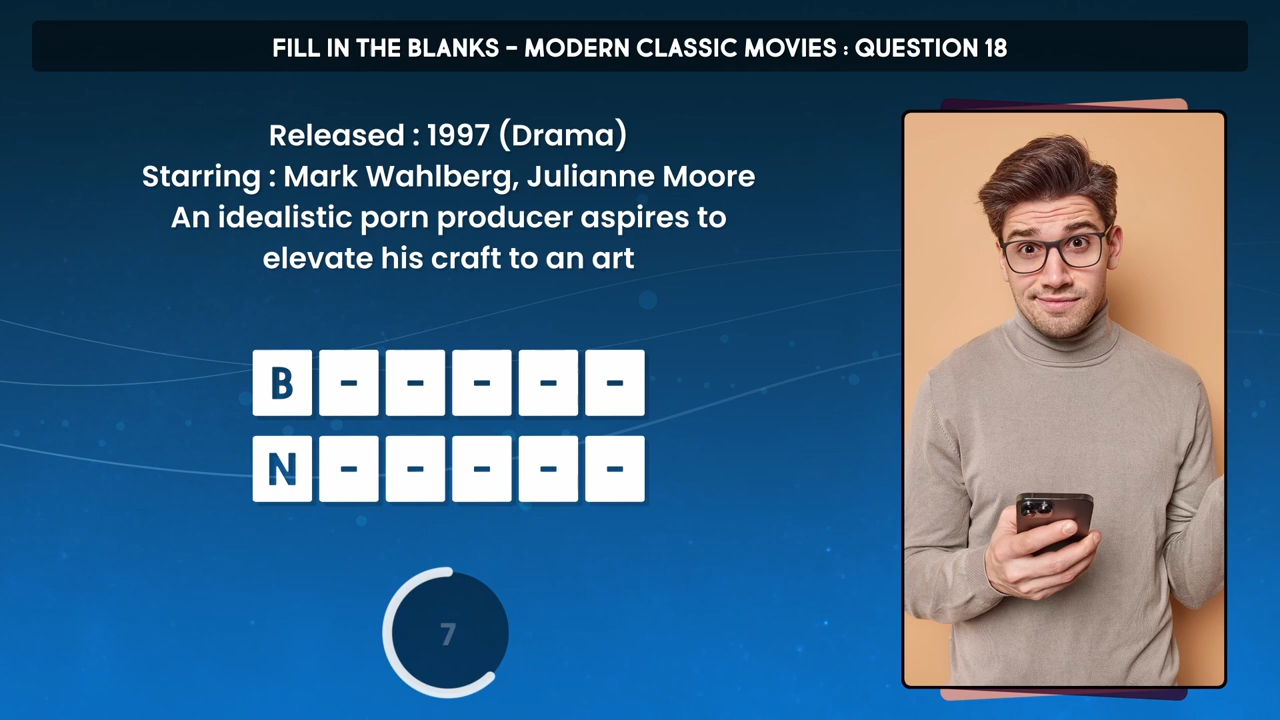 FILL IN THE BLANKS - MODERN CLASSIC MOVIES : QUESTION 18
Released : 1997 (Drama)
Starring : Mark Wahlberg, Julianne Moore
An idealistic porn producer aspires to
elevate his craft to an art
B - - - - -
N - - - - -
7